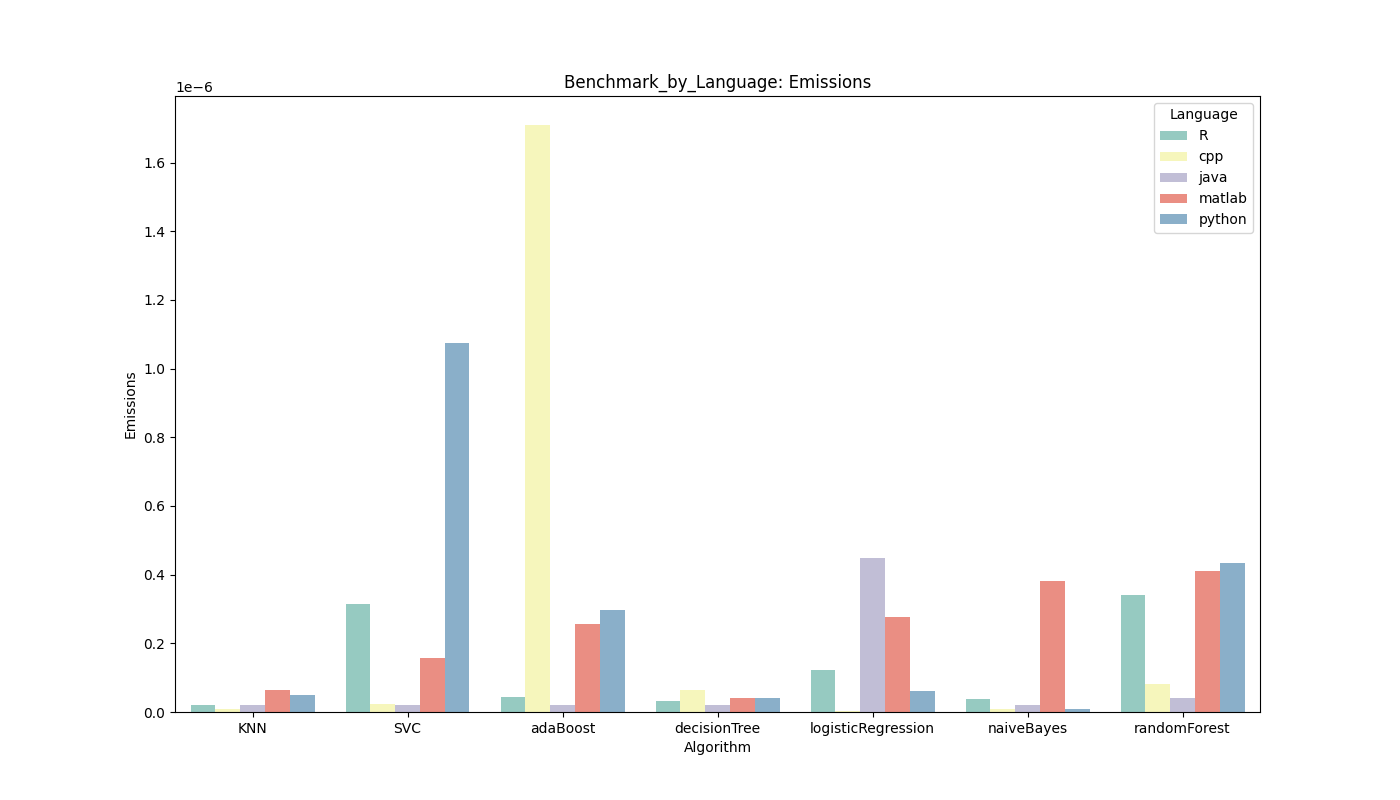 Benchmark_by_Language: Emissions
1e−6
Language
R
cpp
java
matlab
python
1.6
1.4
1.2
1.0
0.8
0.6
0.4
0.2
0.0
Emissions
KNN SVC adaBoost decisionTree logisticRegression naiveBayes randomForest
Algorithm